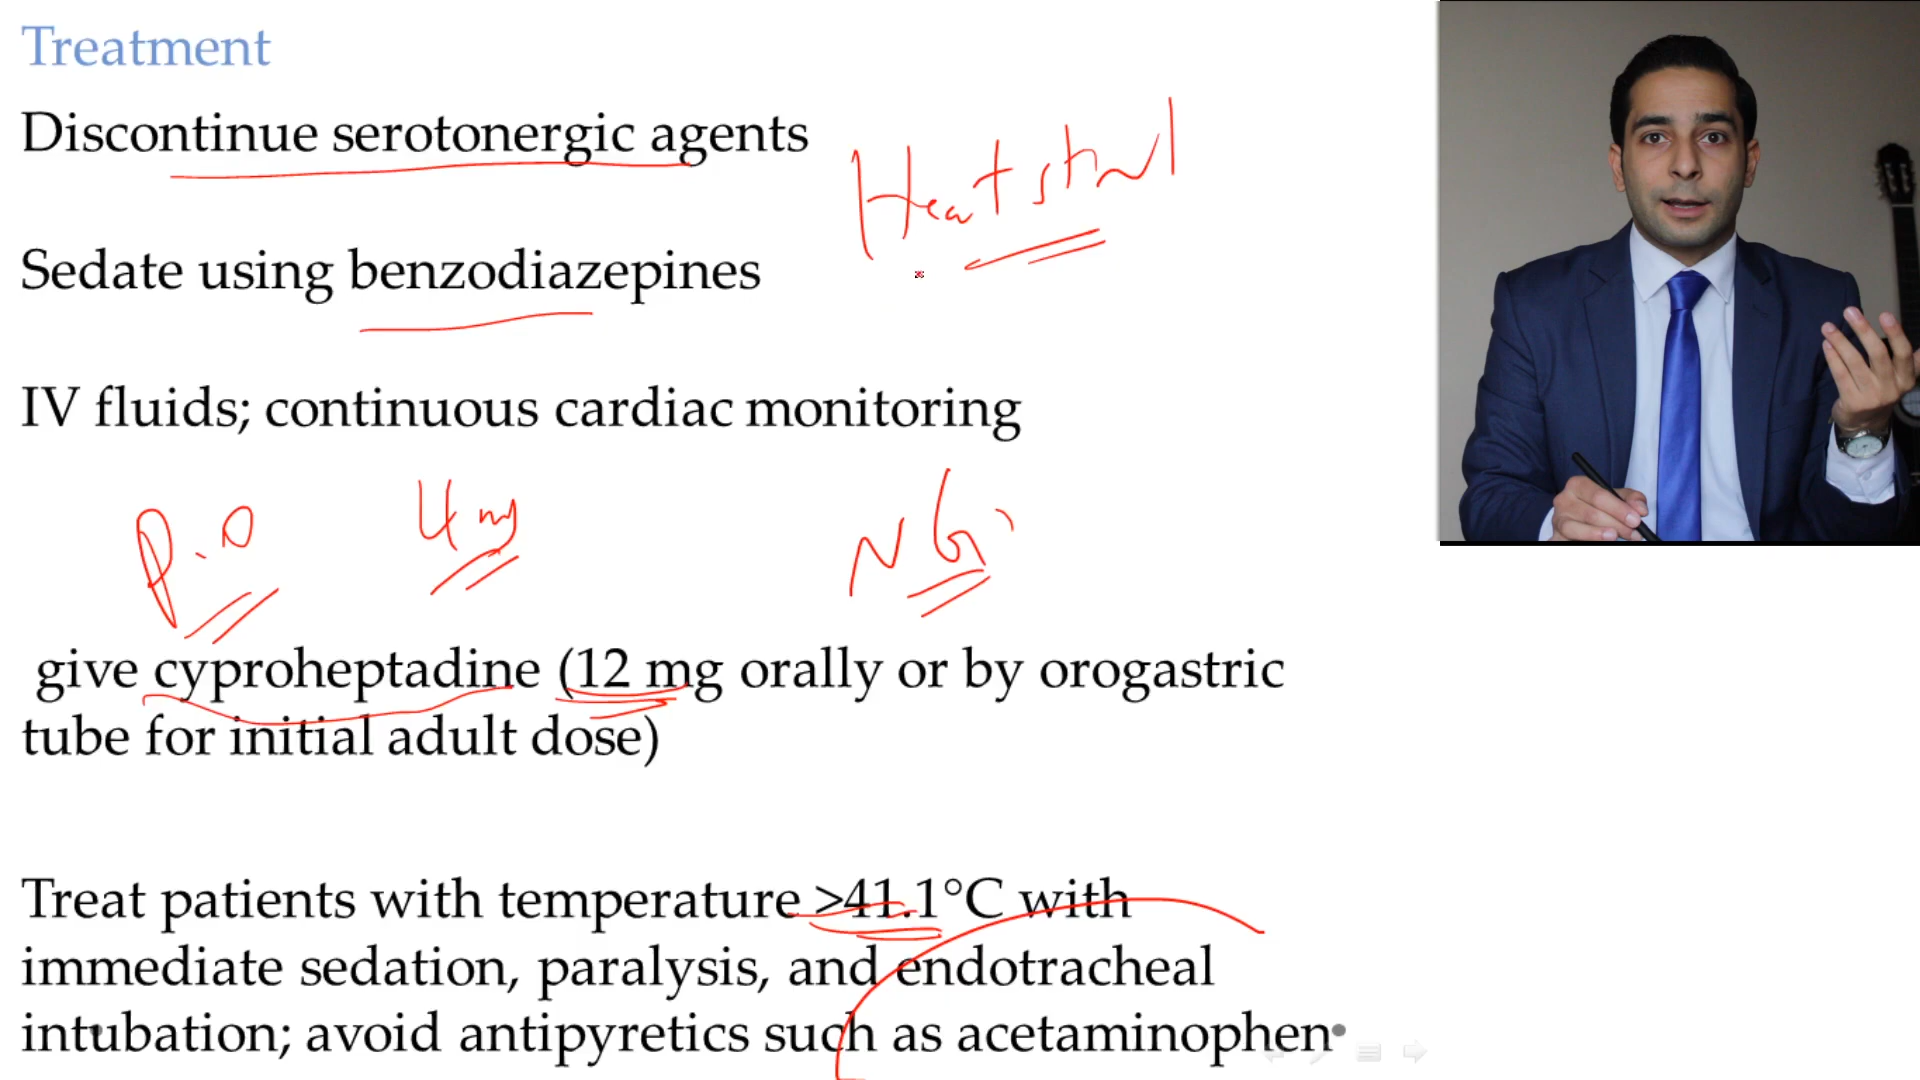 Treatment
Discontinue serotonergic agents
Heat
Sedate using benzodiazepines
IV fluids; continuous cardiac monitoring
P.O 4 mg NG
give cyproheptadine (12 mg orally or by orogastric
tube for initial adult dose)
Treat patients with temperature >41.1°C with
immediate sedation, paralysis, and endotracheal
intubation; avoid antipyretics such as acetaminophen